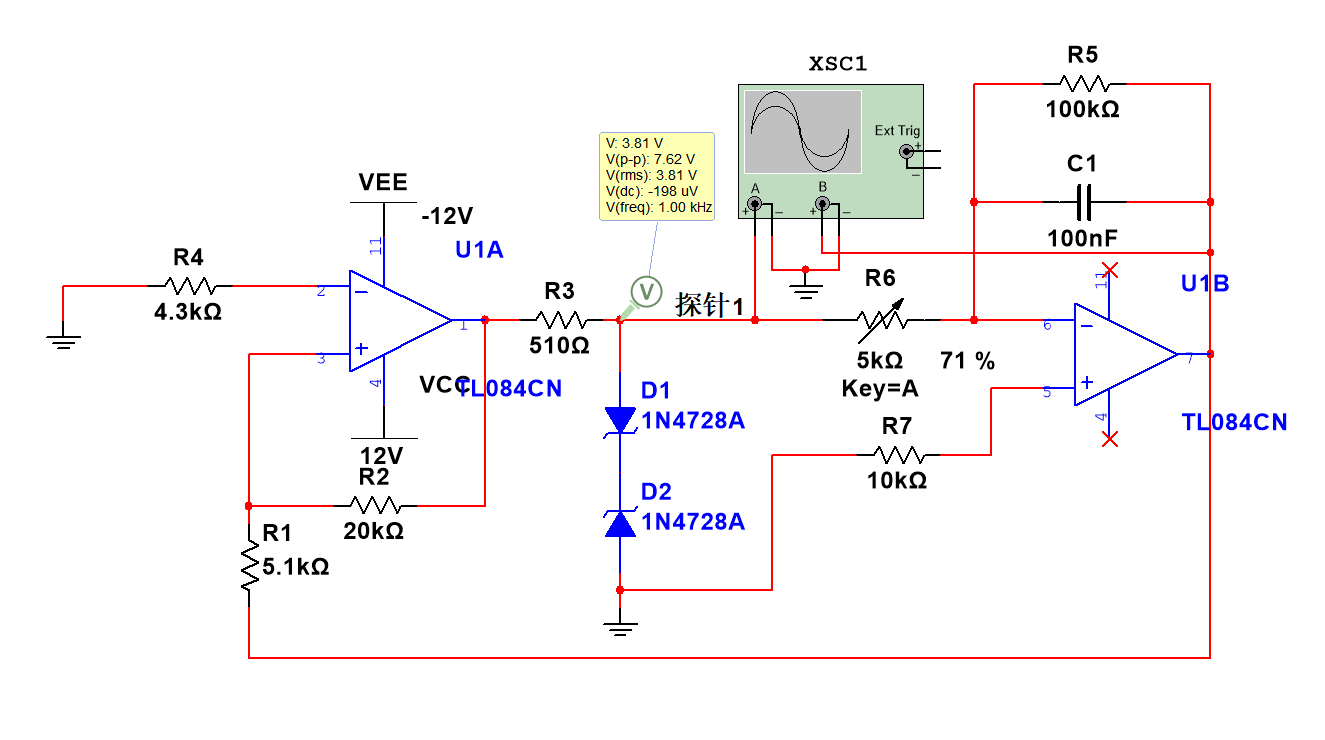 R5
100kΩ
XSC1
Ext Trig
+
−
A
B
+
−
+
−
C1
100nF
V: 3.81 V
V(p-p): 7.62 V
V(rms): 3.81 V
V(dc): -198 uV
V(freq): 1.00 kHz
VEE
-12V
11
U1A
R4
4.3kΩ
2
3
1
4
VCC
TL084CN
12V
R3
510Ω
V
探针1
R6
5kΩ
71 %
Key=A
11
U1B
6
5
7
4
TL084CN
D1
1N4728A
R7
10kΩ
R2
20kΩ
D2
1N4728A
R1
5.1kΩ